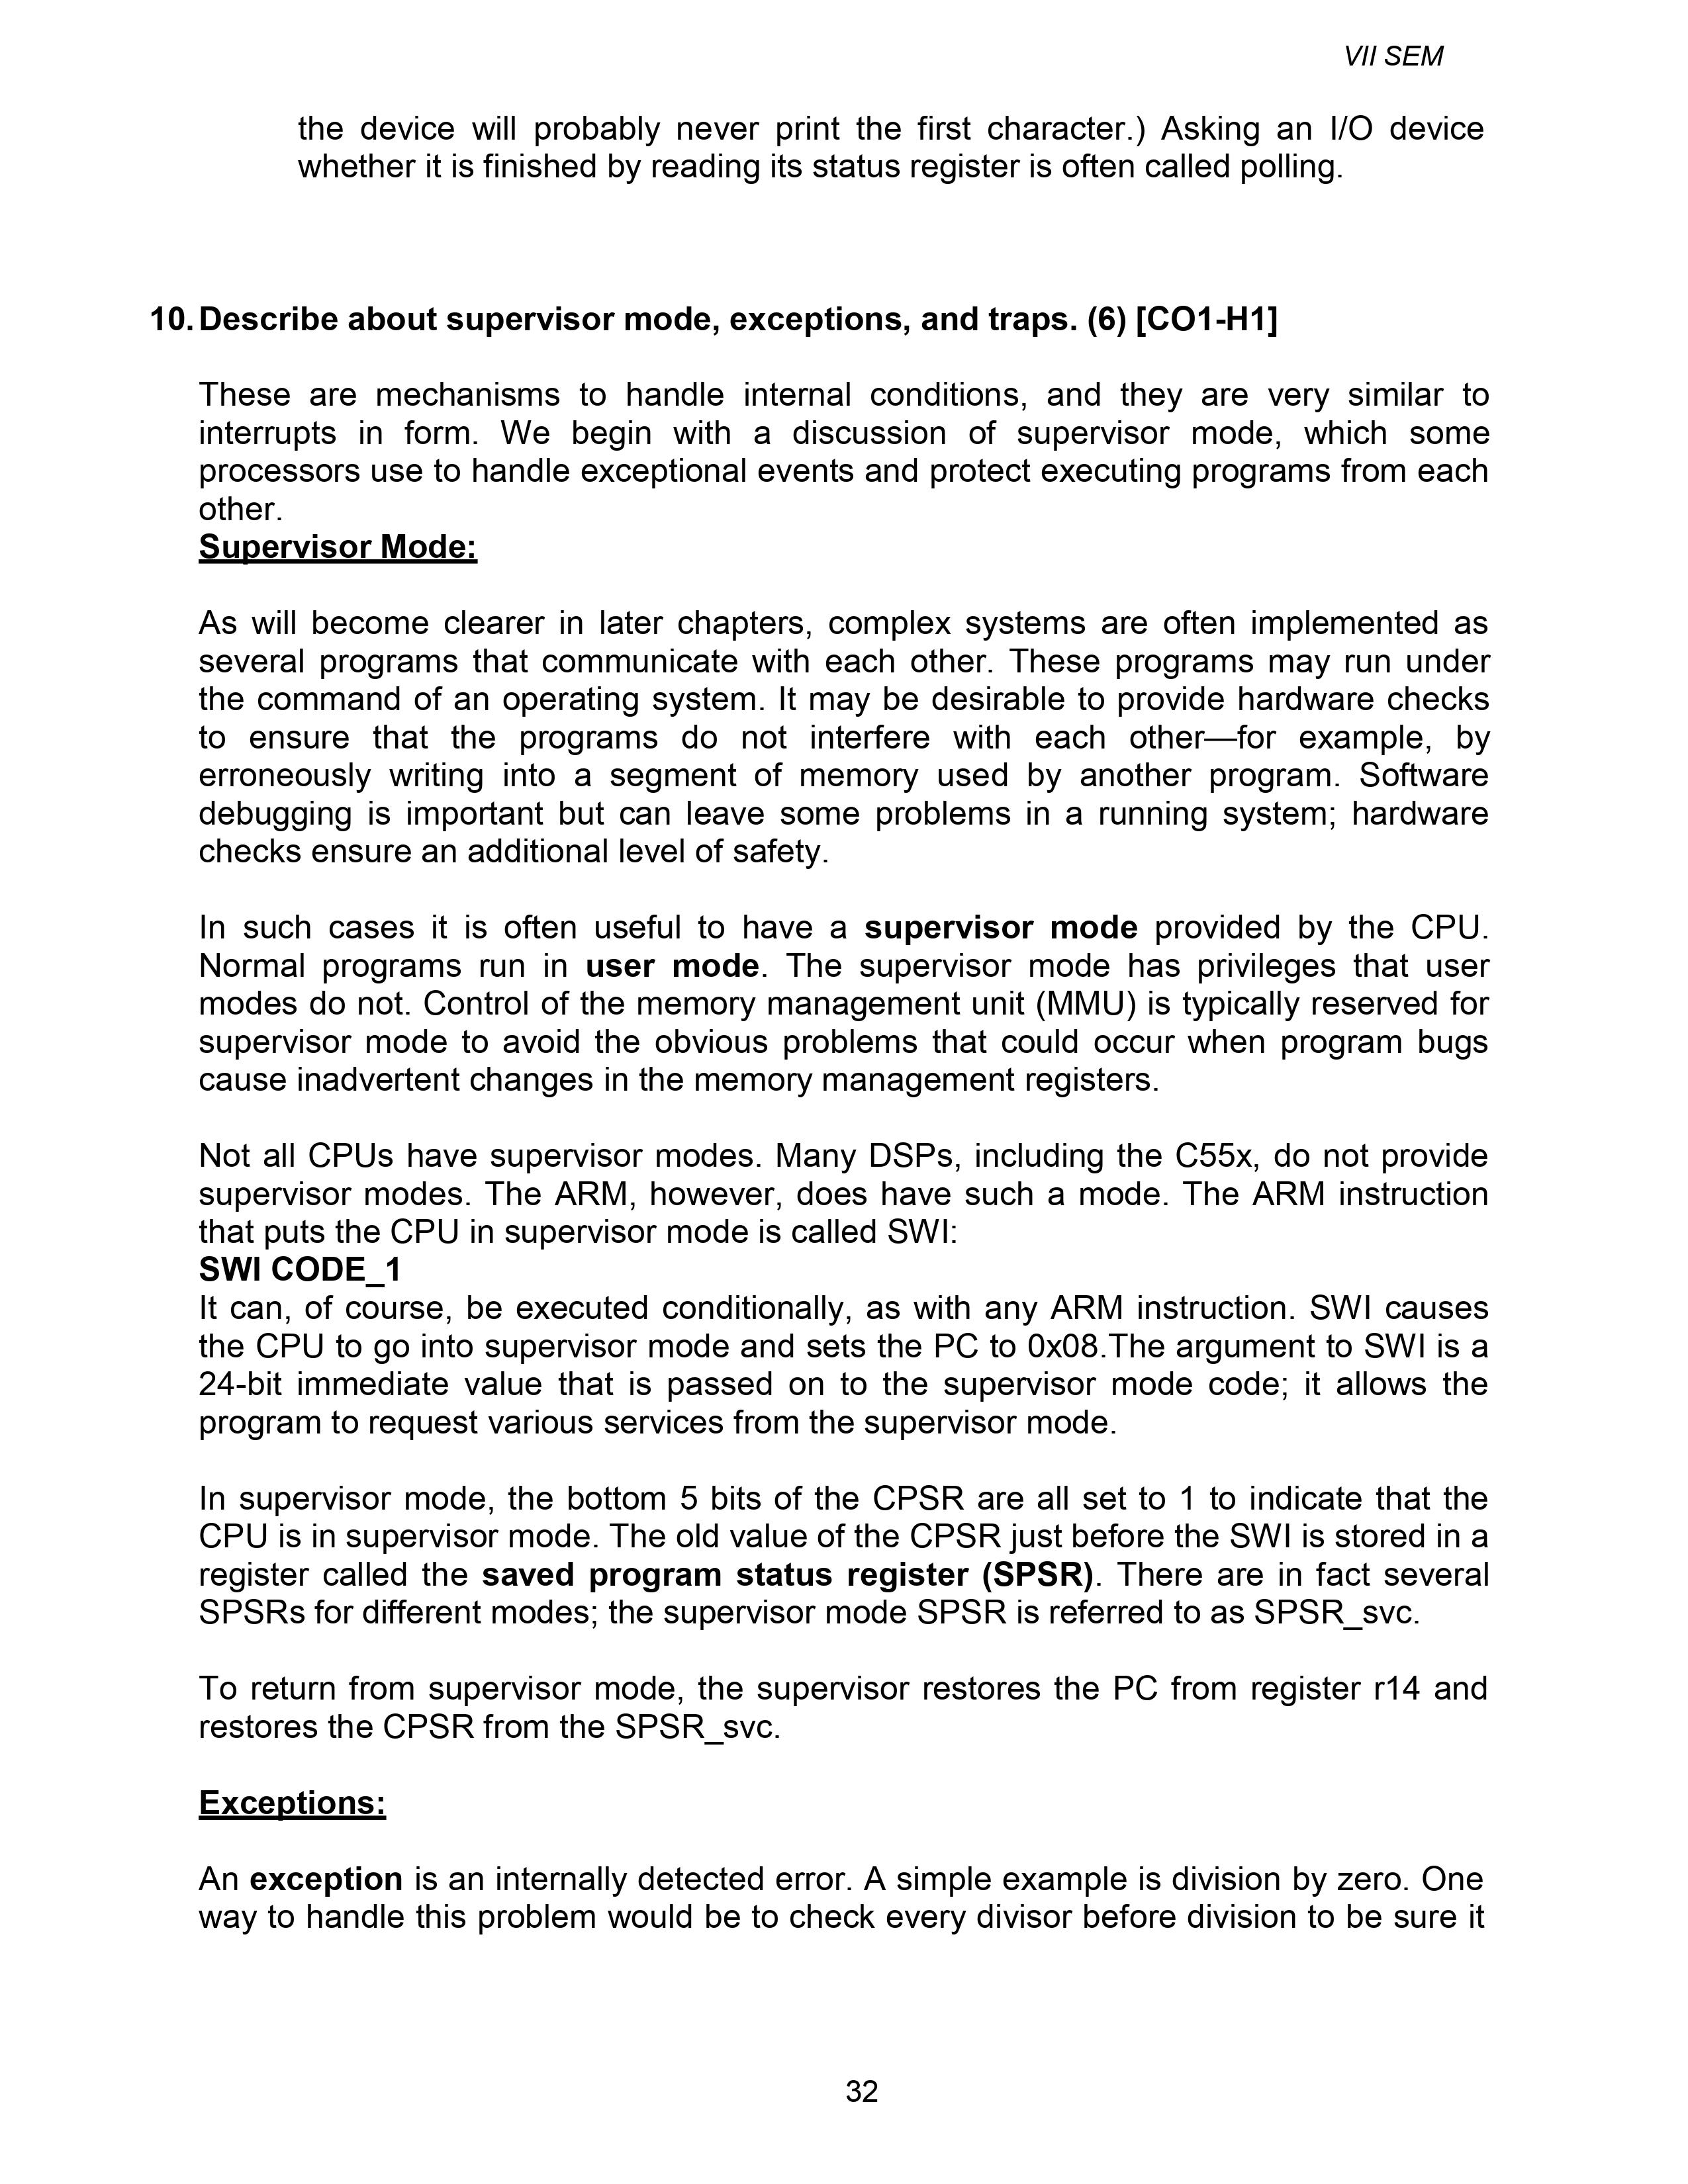 VII SEM
the device will probably never print the first character.) Asking an I/O device
whether it is finished by reading its status register is often called polling.
10. Describe about supervisor mode, exceptions, and traps. (6) [CO1-H1]
These are mechanisms to handle internal conditions, and they are very similar to
interrupts in form. We begin with a discussion of supervisor mode, which some
processors use to handle exceptional events and protect executing programs from each
other.
Supervisor Mode:
As will become clearer in later chapters, complex systems are often implemented as
several programs that communicate with each other. These programs may run under
the command of an operating system. It may be desirable to provide hardware checks
to ensure that the programs do not interfere with each other—for example, by
erroneously writing into a segment of memory used by another program. Software
debugging is important but can leave some problems in a running system; hardware
checks ensure an additional level of safety.
In such cases it is often useful to have a supervisor mode provided by the CPU.
Normal programs run in user mode. The supervisor mode has privileges that user
modes do not. Control of the memory management unit (MMU) is typically reserved for
supervisor mode to avoid the obvious problems that could occur when program bugs
cause inadvertent changes in the memory management registers.
Not all CPUs have supervisor modes. Many DSPs, including the C55x, do not provide
supervisor modes. The ARM, however, does have such a mode. The ARM instruction
that puts the CPU in supervisor mode is called SWI:
SWI CODE_1
It can, of course, be executed conditionally, as with any ARM instruction. SWI causes
the CPU to go into supervisor mode and sets the PC to 0x08.The argument to SWI is a
24-bit immediate value that is passed on to the supervisor mode code; it allows the
program to request various services from the supervisor mode.
In supervisor mode, the bottom 5 bits of the CPSR are all set to 1 to indicate that the
CPU is in supervisor mode. The old value of the CPSR just before the SWI is stored in a
register called the saved program status register (SPSR). There are in fact several
SPSRs for different modes; the supervisor mode SPSR is referred to as SPSR_svc.
To return from supervisor mode, the supervisor restores the PC from register r14 and
restores the CPSR from the SPSR_svc.
Exceptions:
An exception is an internally detected error. A simple example is division by zero. One
way to handle this problem would be to check every divisor before division to be sure it
32